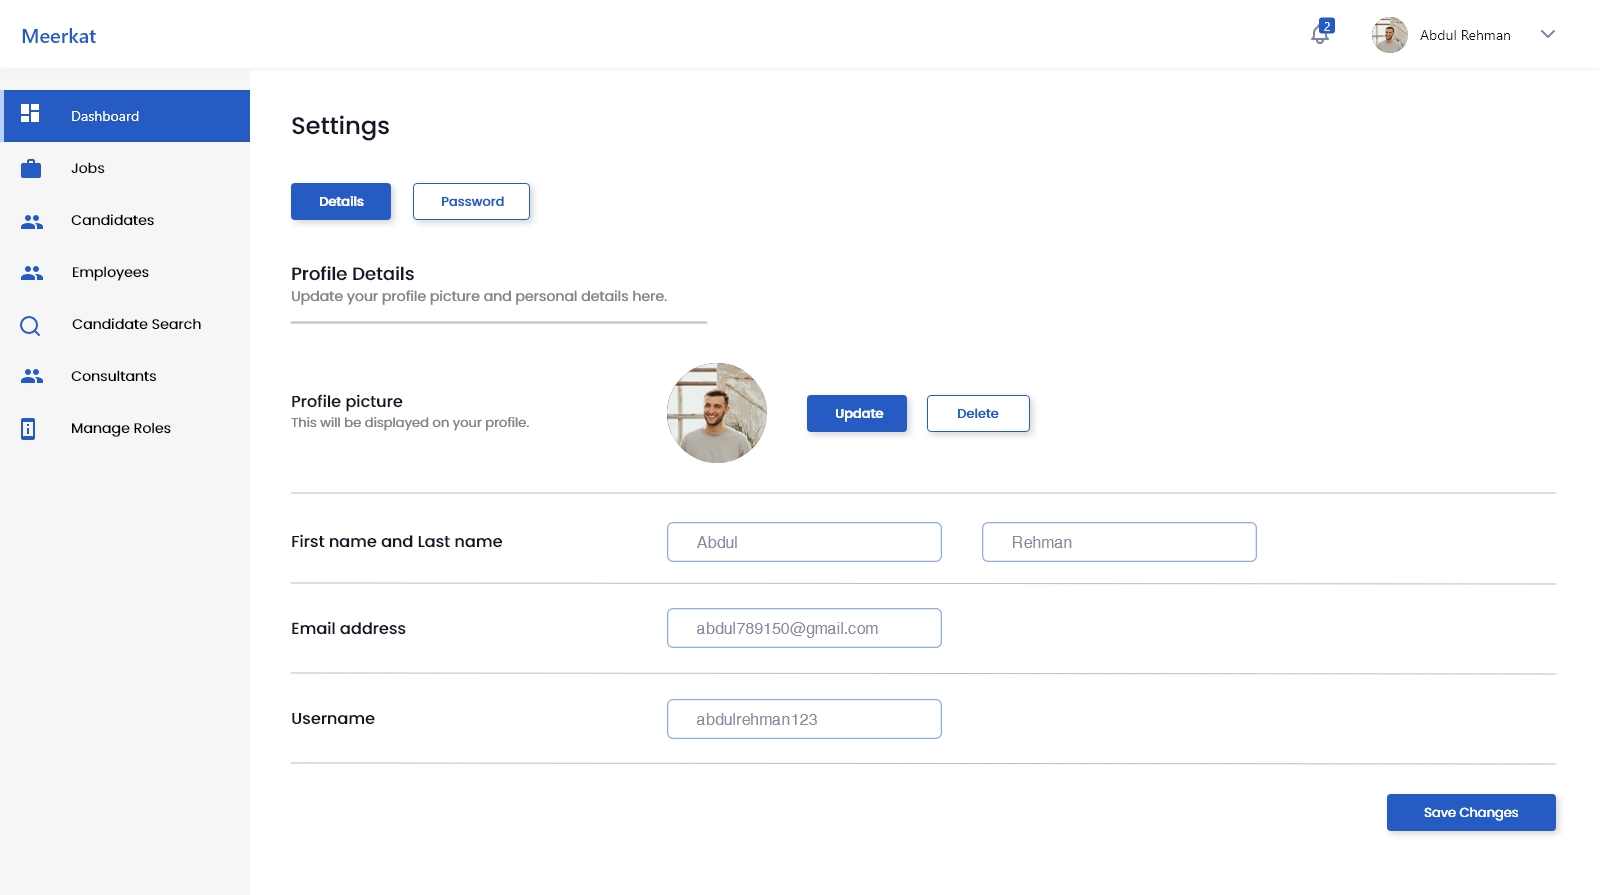 Meerkat
2
Abdul Rehman
Dashboard
Jobs
Candidates
Employees
Candidate Search
Consultants
Manage Roles
Settings
Details
Password
Profile Details
Update your profile picture and personal details here.
Profile picture
This will be displayed on your profile.
Update
Delete
First name and Last name
Abdul
Rehman
Email address
abdul789150@gmail.com
Username
abdulrehman123
Save Changes